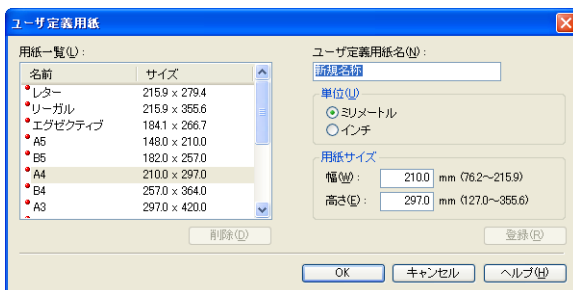 ユーザ定義用紙
用紙一覧(L):
名前 サイズ
レター 215.9 x 279.4
リーガル 215.9 x 355.6
エグゼクティブ 184.1 x 266.7
A5 148.0 x 210.0
B5 182.0 x 257.0
A4 210.0 x 297.0
B4 257.0 x 364.0
A3 297.0 x 420.0
削除(D)
ユーザ定義用紙名(N):
新規名称
単位(U)
ミリメートル
インチ
用紙サイズ
幅(W): 210.0 mm (76.2～215.9)
高さ(E): 297.0 mm (127.0～355.6)
登録(R)
OK キャンセル ヘルプ(H)